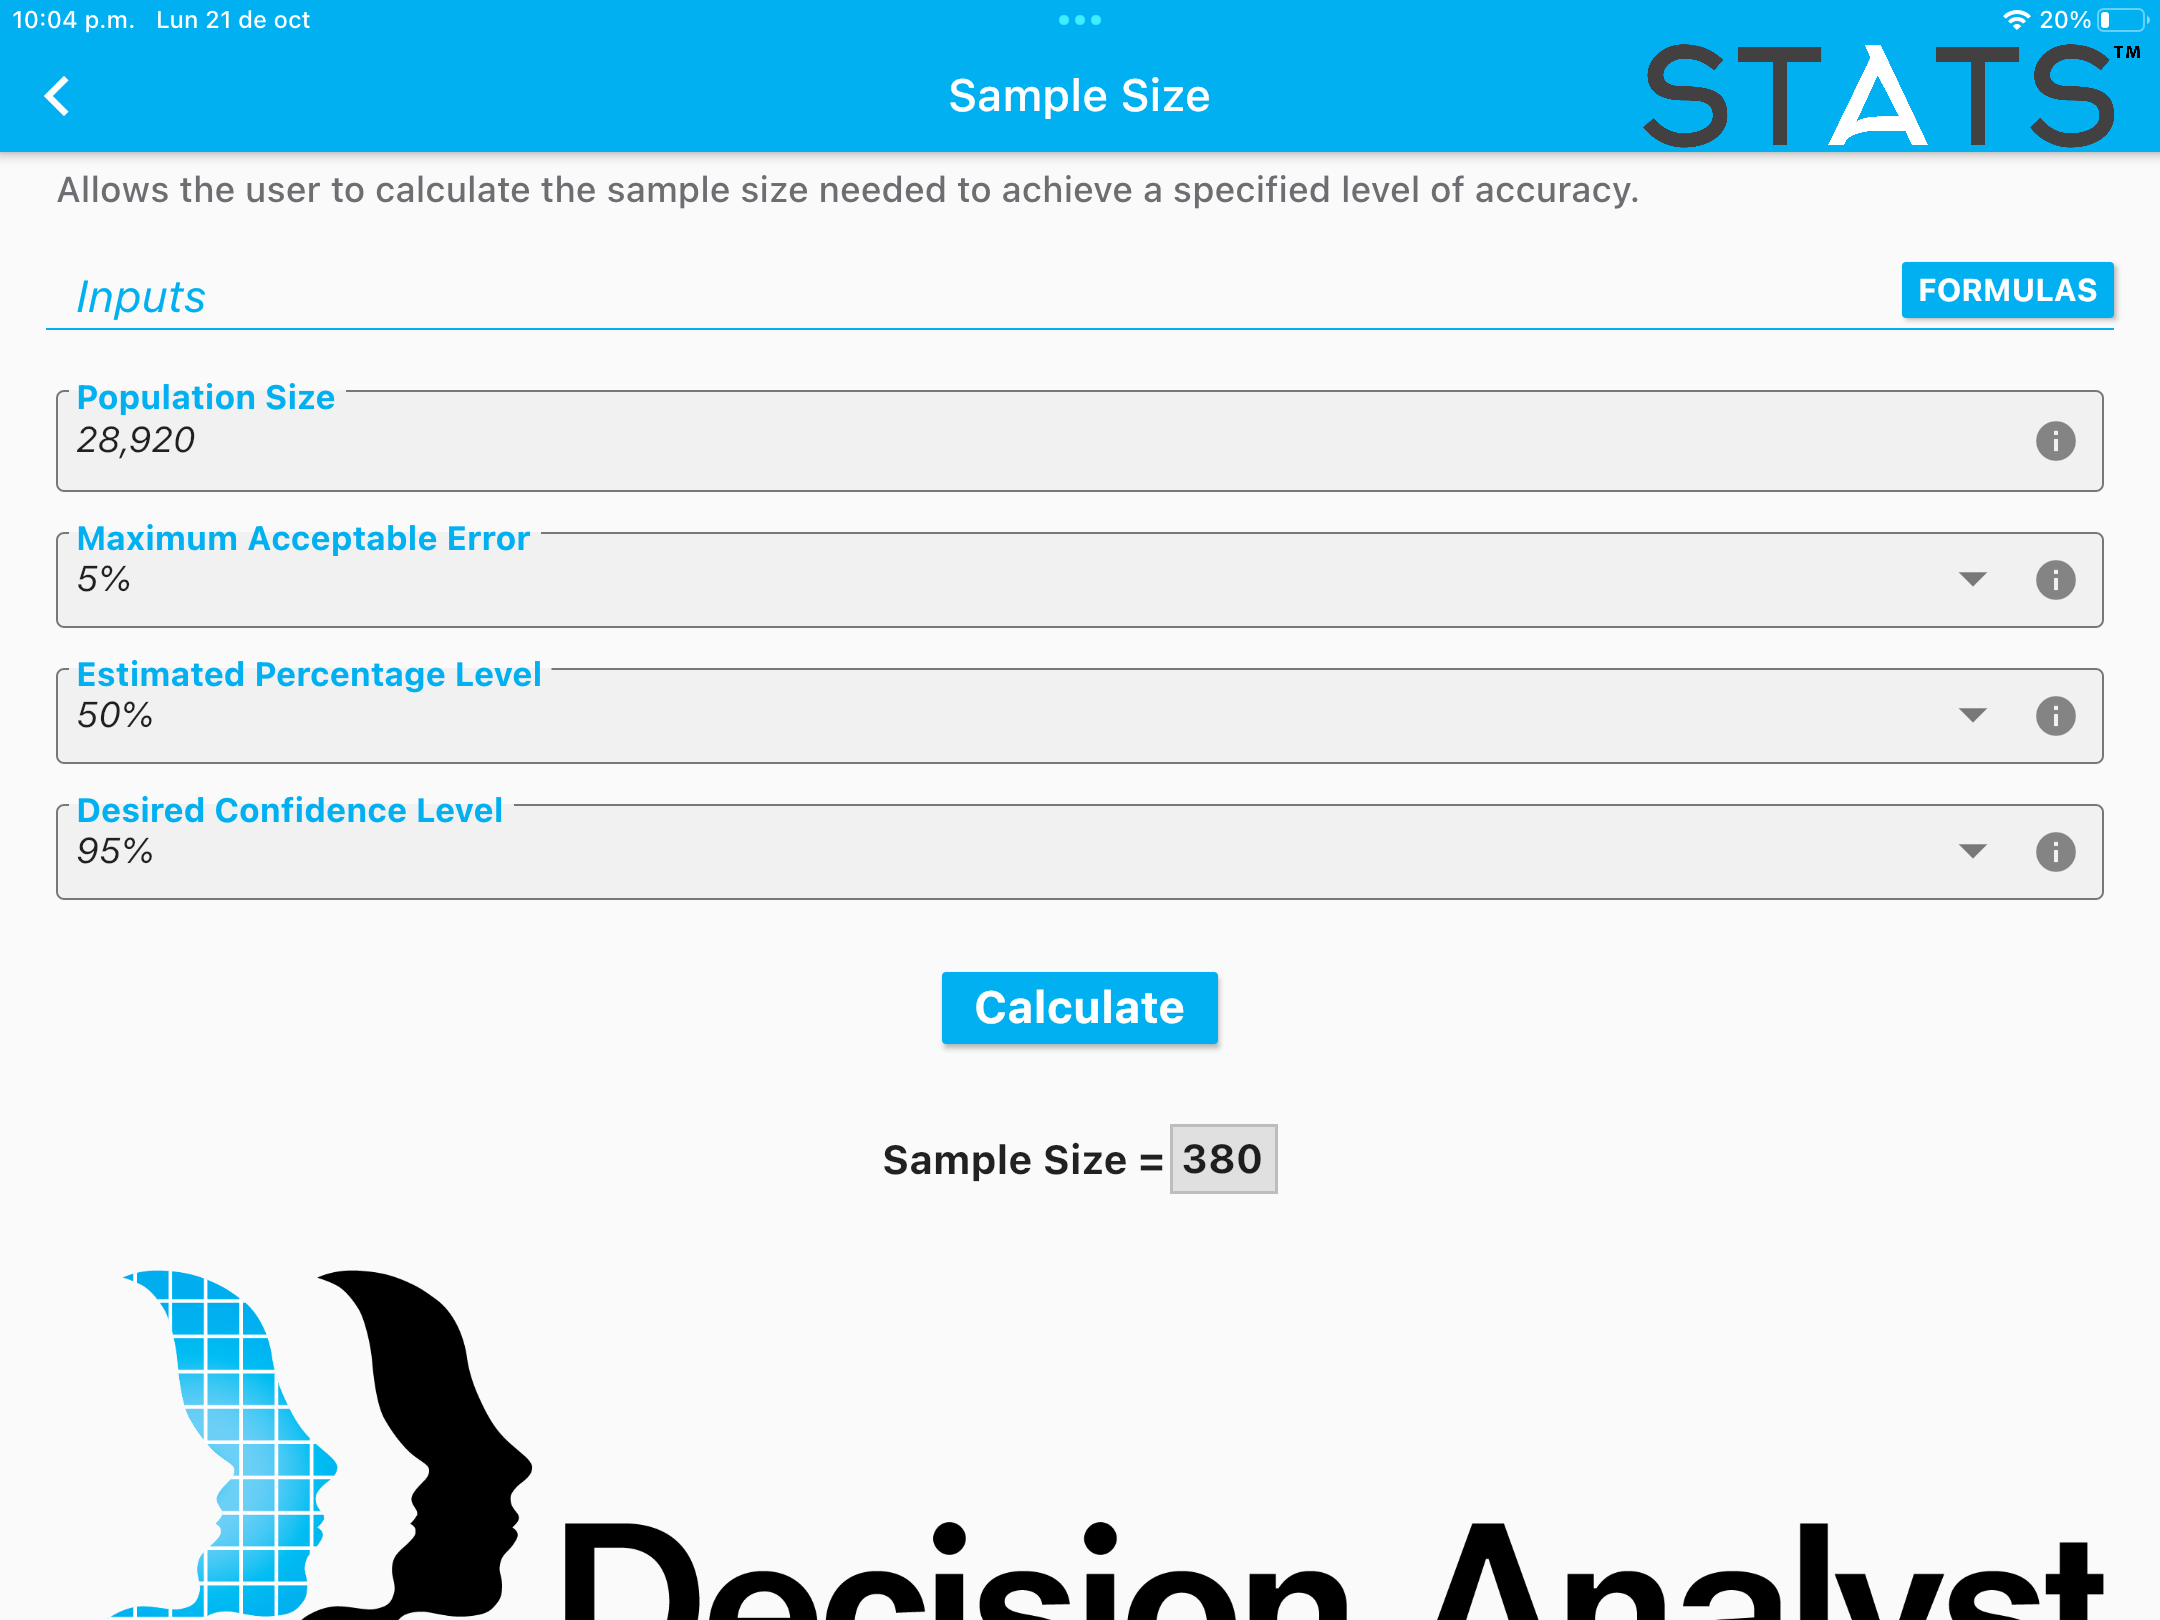 10:04 p.m. Lun 21 de oct
20%
Sample Size
STATS™
Allows the user to calculate the sample size needed to achieve a specified level of accuracy.
Inputs
FORMULAS
Population Size
28,920
Maximum Acceptable Error
5%
Estimated Percentage Level
50%
Desired Confidence Level
95%
Calculate
Sample Size = 380
Decision Analyst